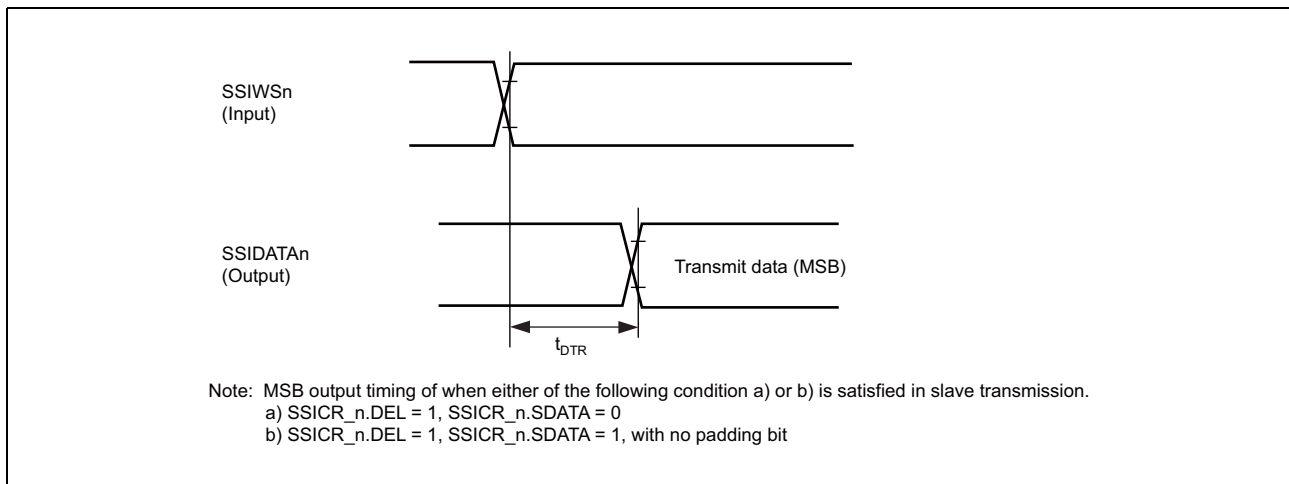 SSIWSn
(Input)
SSIDATAn
(Output)
Transmit data (MSB)
tDTR
Note: MSB output timing of when either of the following condition a) or b) is satisfied in slave transmission.
a) SSICR_n.DEL = 1, SSICR_n.SDATA = 0
b) SSICR_n.DEL = 1, SSICR_n.SDATA = 1, with no padding bit